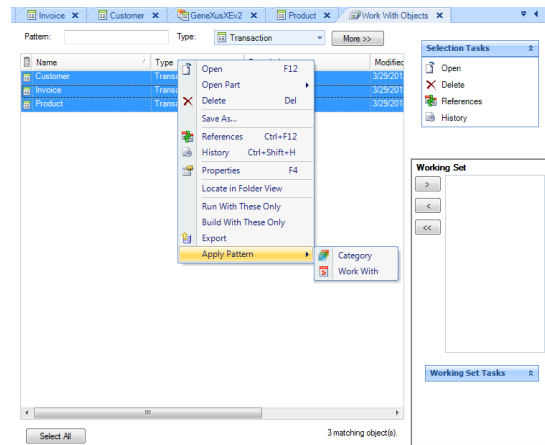 Invoice Customer GeneXusXEv2 Product Work With Objects
Pattern: Type: Transaction More >>
Name Type Modified
Customer Transa 3/29/201
Invoice Transa 3/29/201
Product Transa 3/29/201
Open F12
Open Part
Delete Del
Save As...
References Ctrl+F12
History Ctrl+Shift+H
Properties F4
Locate in Folder View
Run With These Only
Build With These Only
Export
Apply Pattern
Category
Work With
Selection Tasks
Open
Delete
References
History
Working Set
>
<
<<
Working Set Tasks
Select All 3 matching object(s).